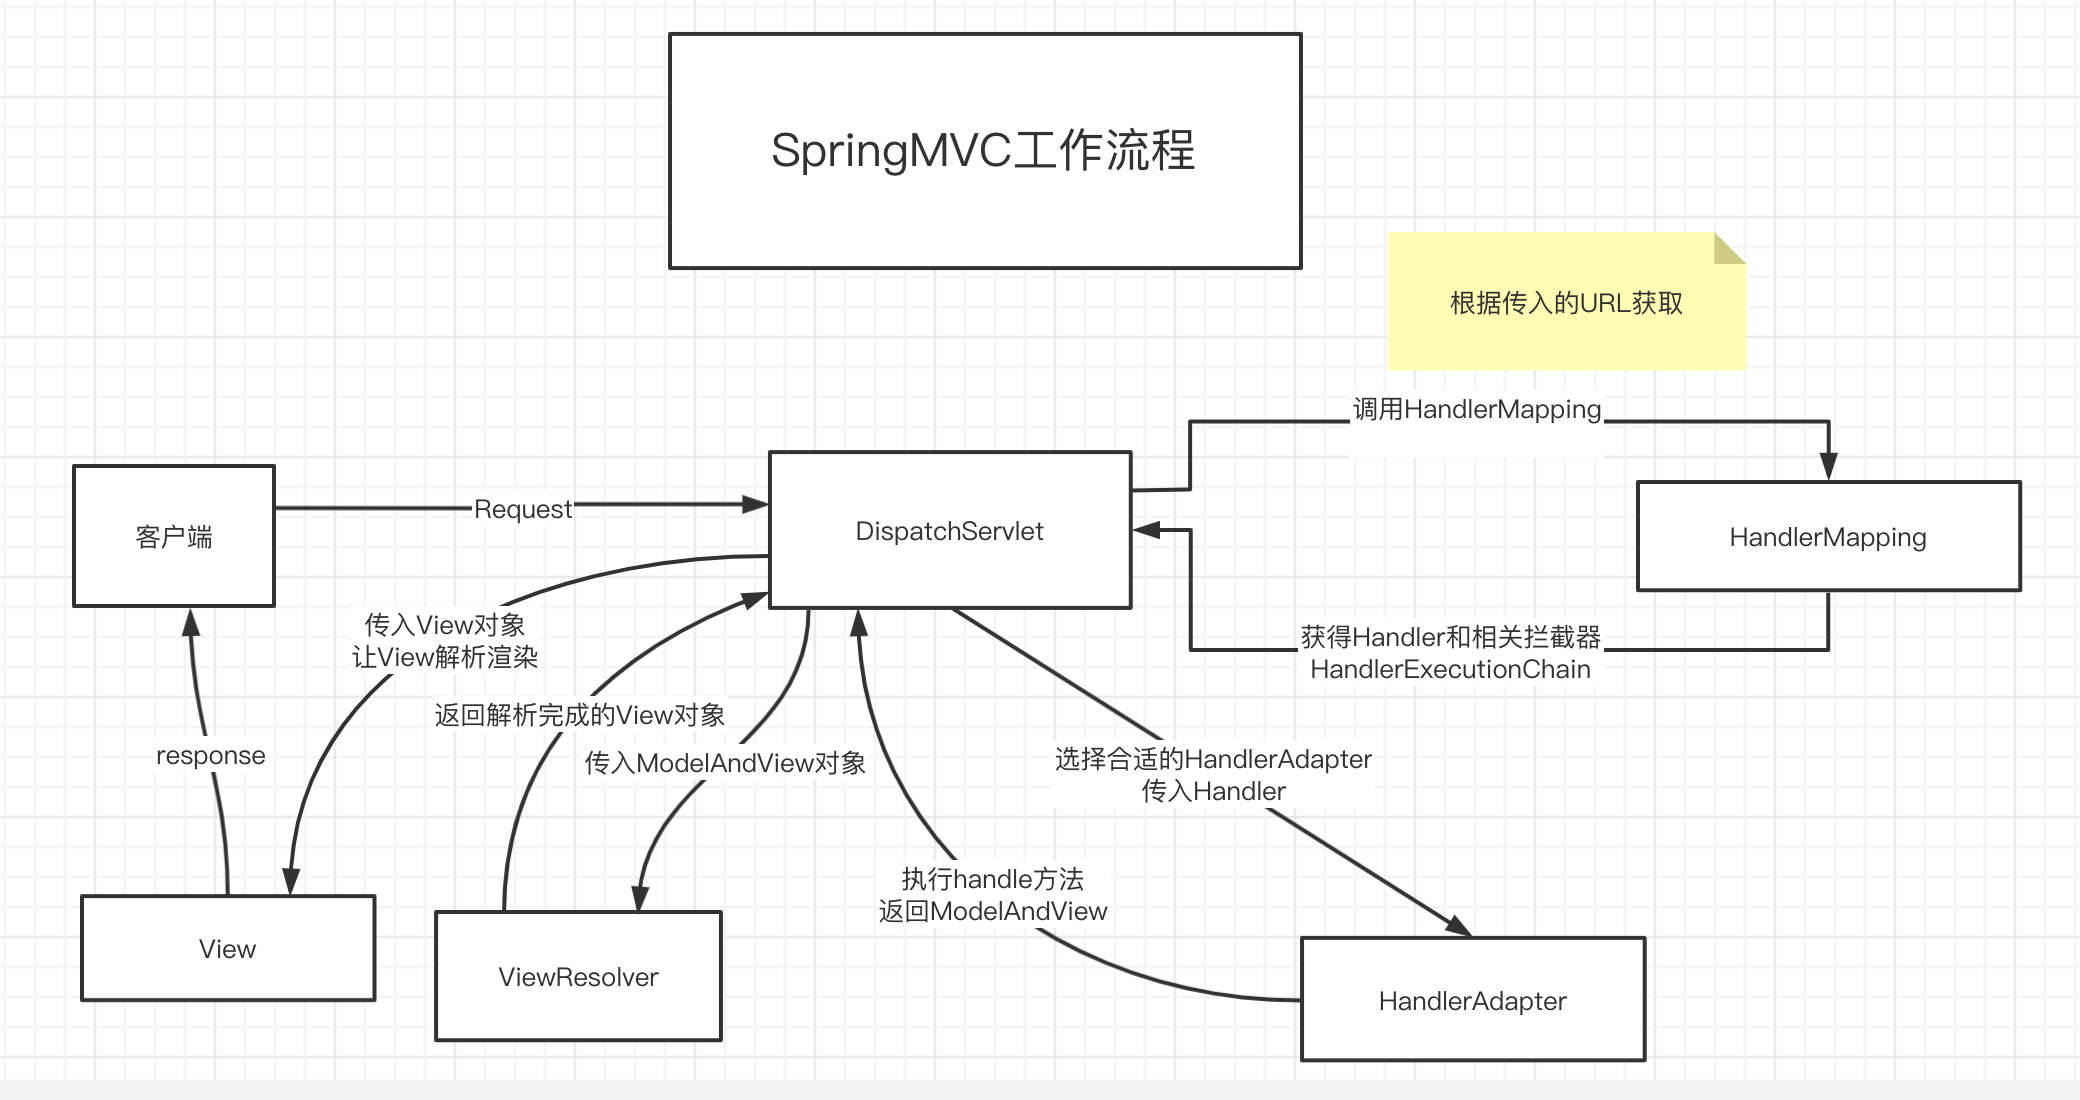 SpringMVC工作流程
根据传入的URL获取
调用HandlerMapping
客户端
Request
DispatchServlet
HandlerMapping
传入View对象
让View解析渲染
获得Handler和相关拦截器
HandlerExecutionChain
返回解析完成的View对象
response
传入ModelAndView对象
选择合适的HandlerAdapter
传入Handler
执行handle方法
返回ModelAndView
View
ViewResolver
HandlerAdapter